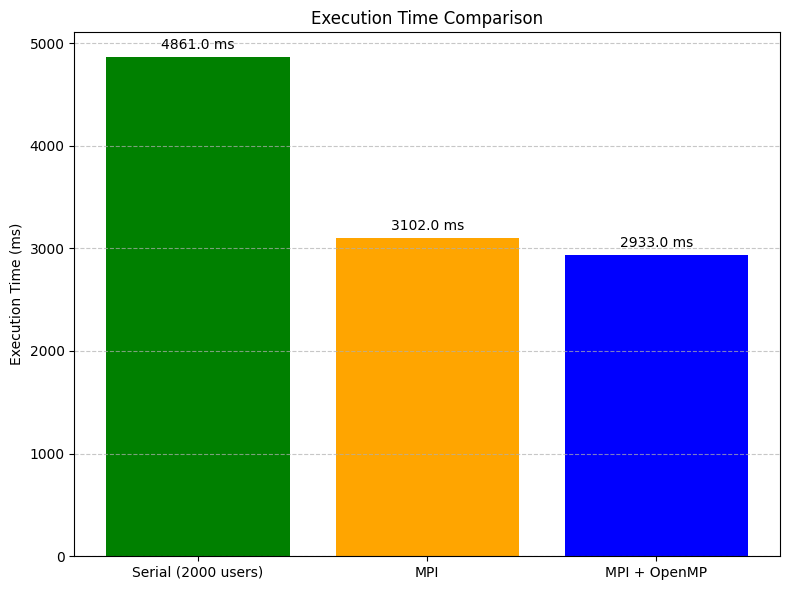 Execution Time Comparison
Execution Time (ms)
5000
4000
3000
2000
1000
0
4861.0 ms
3102.0 ms
2933.0 ms
Serial (2000 users)
MPI
MPI + OpenMP